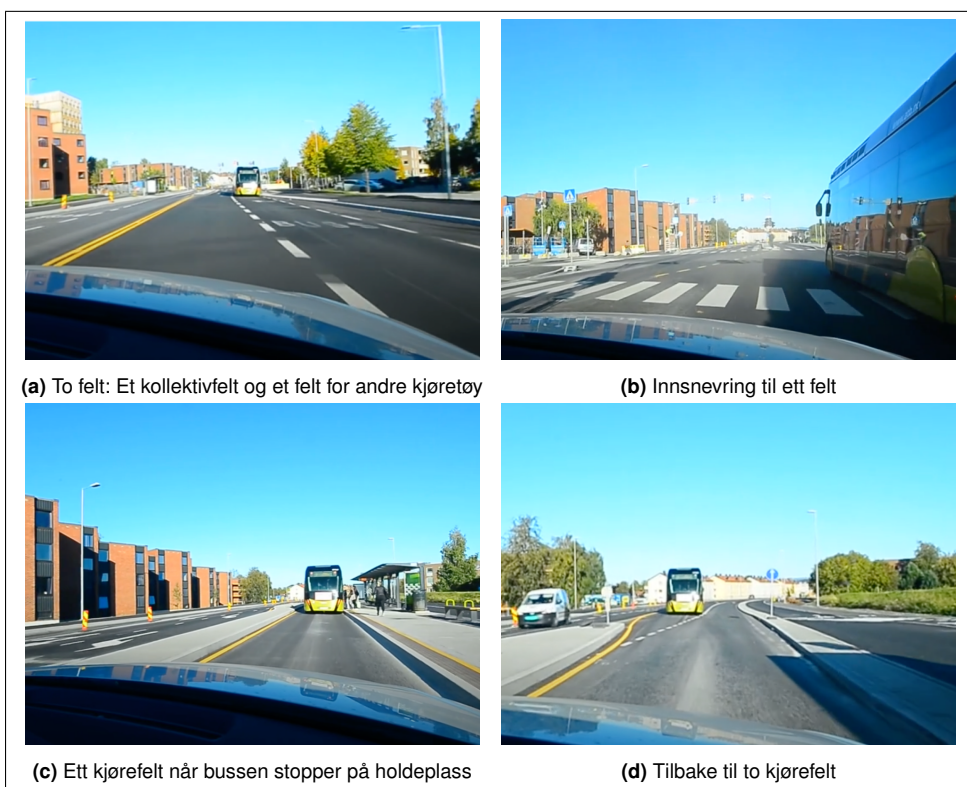 (a) To felt: Et kollektivfelt og et felt for andre kjøretøy
(b) Innsnevring til ett felt
(c) Ett kjørefelt når bussen stopper på holdeplass
(d) Tilbake til to kjørefelt